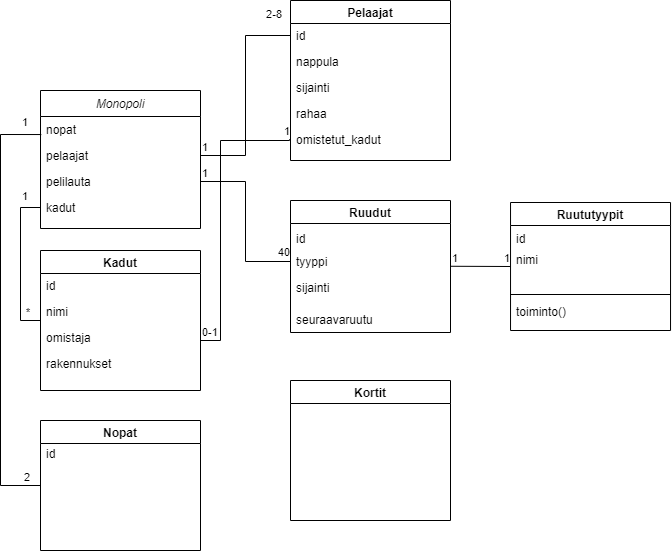 2-8
Pelaajat
id
nappula
sijainti
rahaa
omistetut_kadut
1
Monopoli
nopat
pelaajat
pelilauta
kadut
1
1
1
1
Kadut
id
nimi
omistaja
rakennukset
*
0-1
Ruudut
id
tyyppi
sijainti
seuraavaruutu
40
1
1
Ruututyypit
id
nimi
toiminto()
Nopat
id
2
Kortit